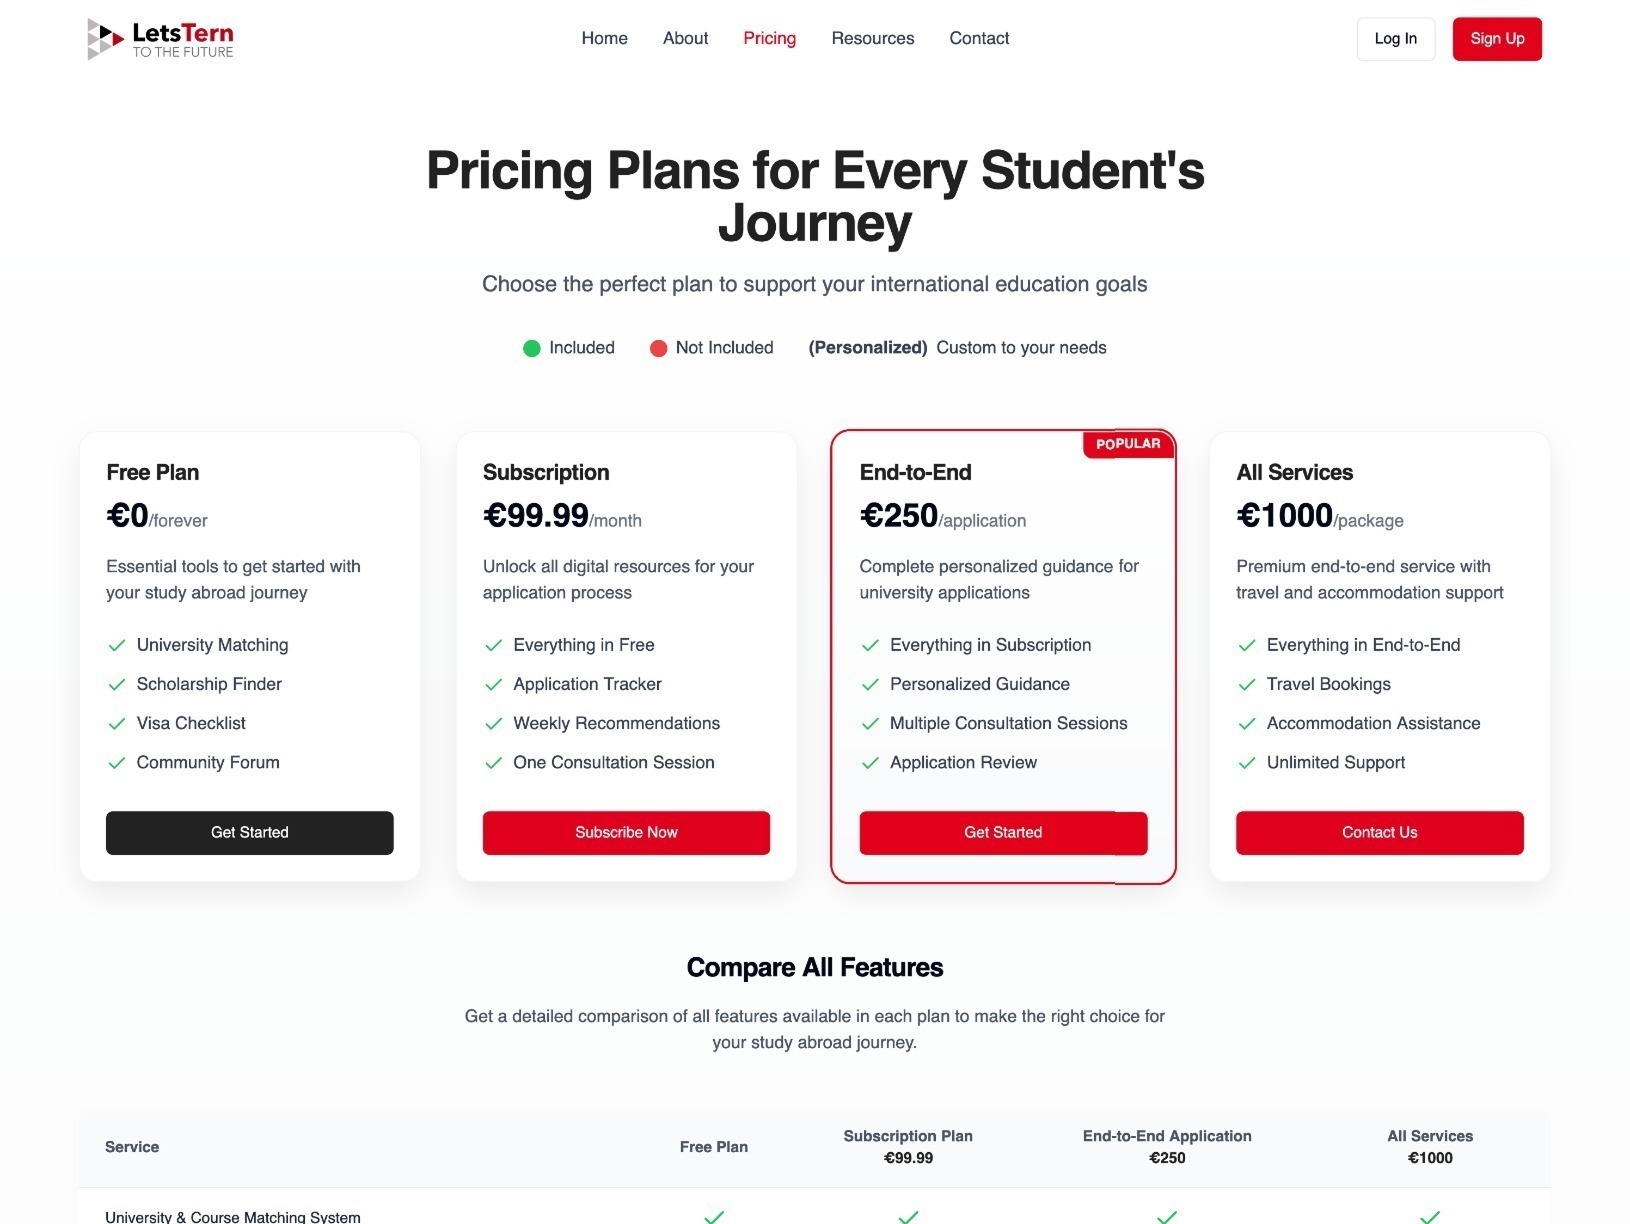 LetsTern
TO THE FUTURE
Home
About
Pricing
Resources
Contact
Log In
Sign Up
Pricing Plans for Every Student's
Journey
Choose the perfect plan to support your international education goals
Included
Not Included
(Personalized) Custom to your needs
Free Plan
€0/forever
Essential tools to get started with
your study abroad journey
University Matching
Scholarship Finder
Visa Checklist
Community Forum
Get Started
Subscription
€99.99/month
Unlock all digital resources for your
application process
Everything in Free
Application Tracker
Weekly Recommendations
One Consultation Session
Subscribe Now
POPULAR
End-to-End
€250/application
Complete personalized guidance for
university applications
Everything in Subscription
Personalized Guidance
Multiple Consultation Sessions
Application Review
Get Started
All Services
€1000/package
Premium end-to-end service with
travel and accommodation support
Everything in End-to-End
Travel Bookings
Accommodation Assistance
Unlimited Support
Contact Us
Compare All Features
Get a detailed comparison of all features available in each plan to make the right choice for
your study abroad journey.
Service
Free Plan
Subscription Plan
€99.99
End-to-End Application
€250
All Services
€1000
University & Course Matching System